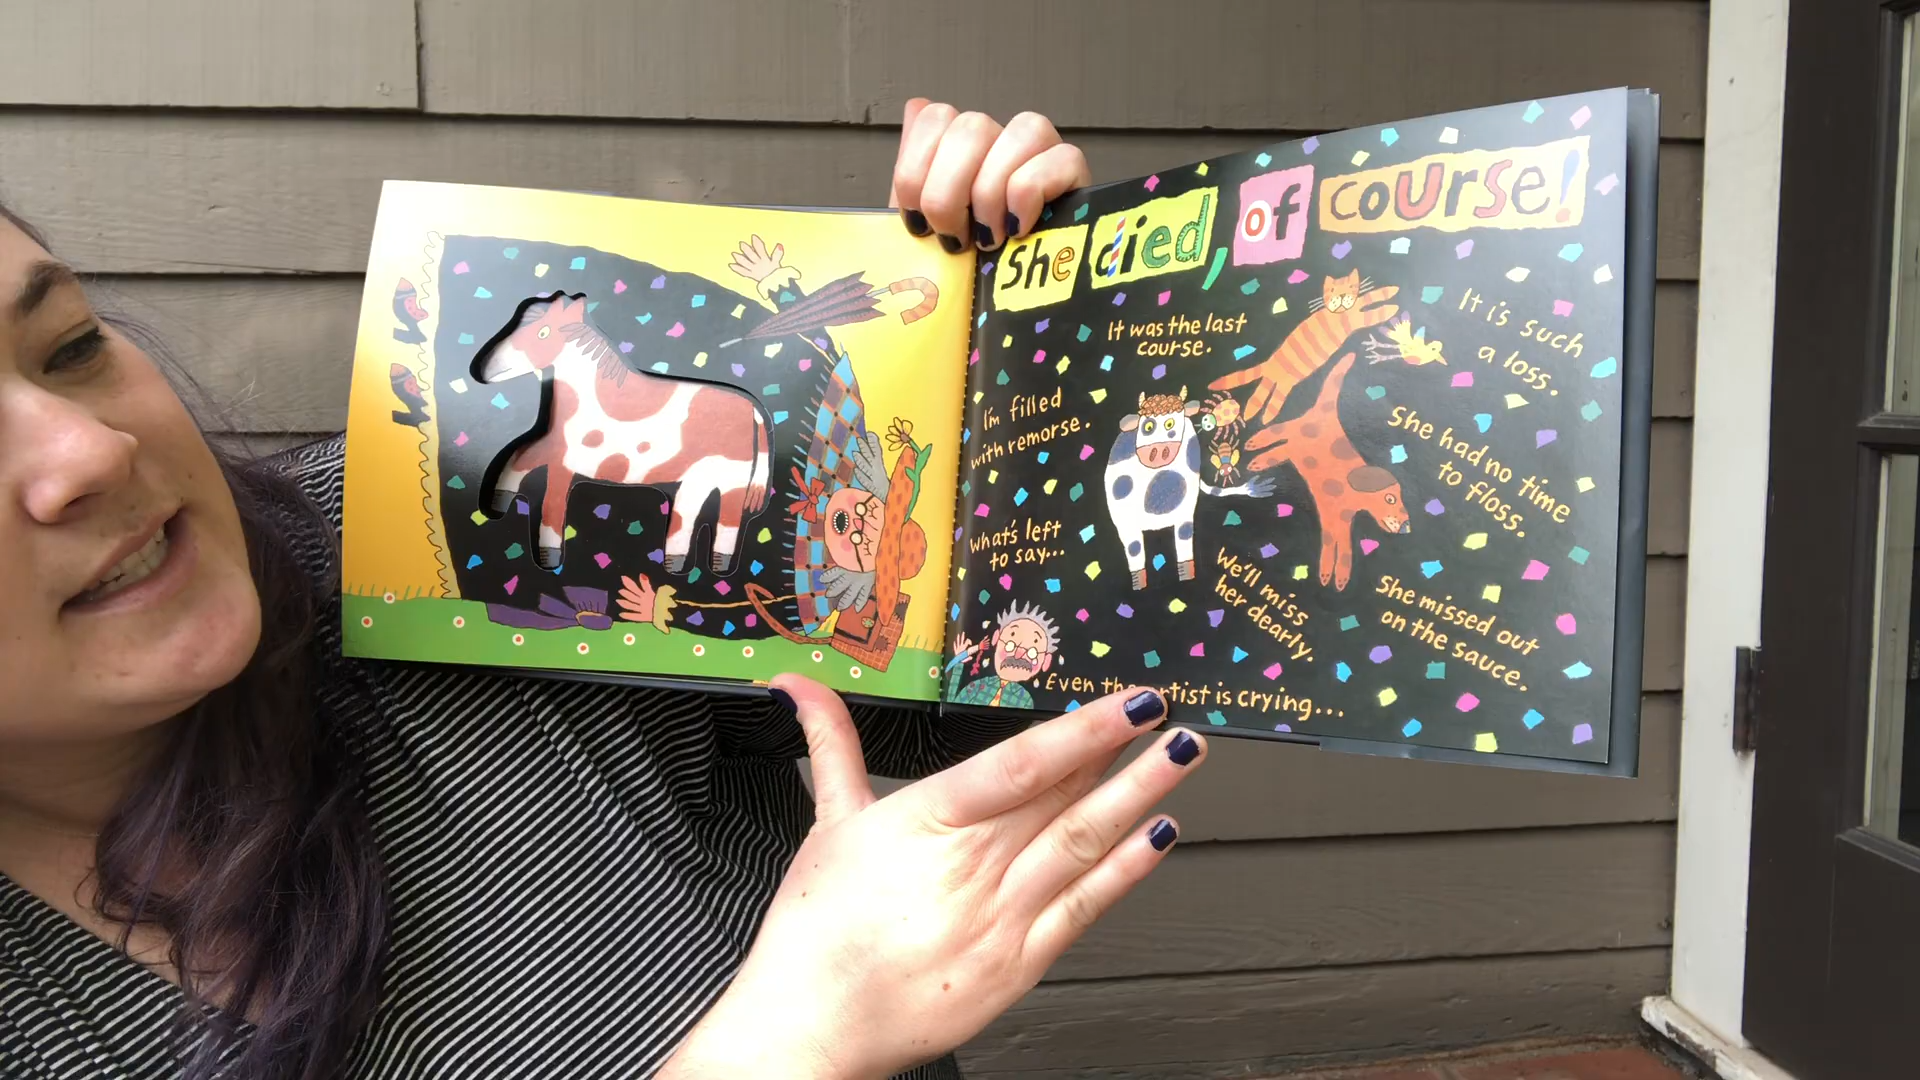 She died, of course!
It was the last
course.
It is such
a loss.
I'm filled
with remorse.
She had no time
to floss.
What's left
to say...
We'll miss
her dearly.
She missed out
on the sauce.
Even the artist is crying...